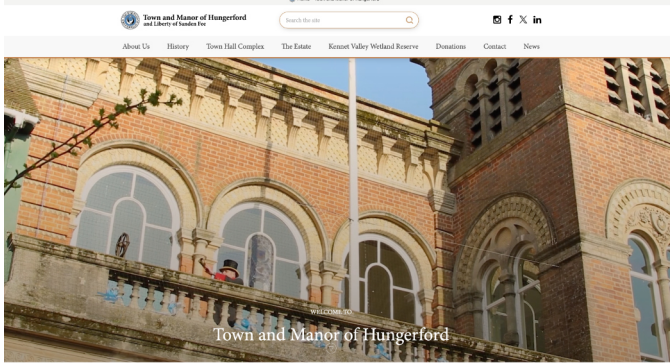 Town and Manor of Hungerford
and Liberty of Sanden Fee
Search the site
About Us
History
Town Hall Complex
The Estate
Kennet Valley Wetland Reserve
Donations
Contact
News
WELCOME TO
Town and Manor of Hungerford